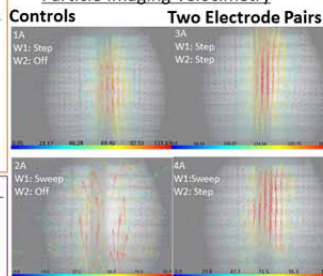 Particle Imaging Velocimetry
Controls
Two Electrode Pairs
1A
W1: Step
W2: Off
3A
W1: Step
W2: Step
2A
W1: Sweep
W2: Off
4A
W1:Sweep
W2: Step